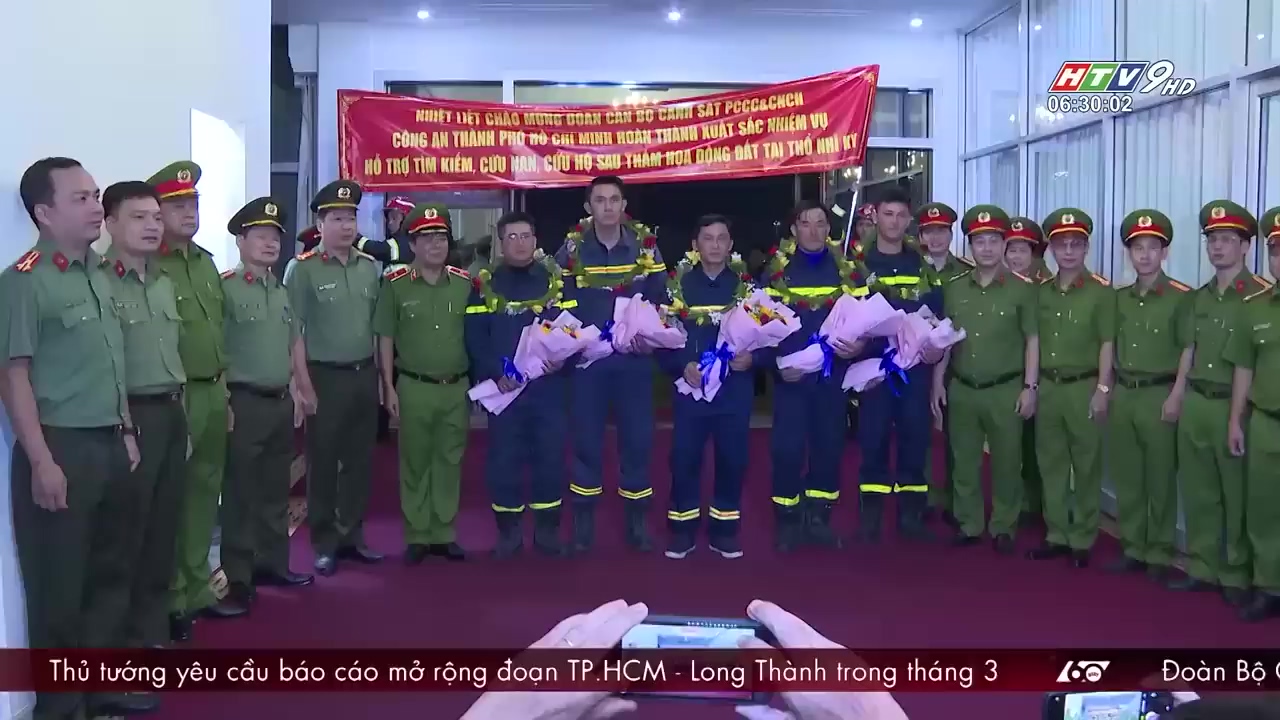 HTV9 HD
06:30:02
NHIỆT LIỆT CHÀO MỪNG ĐOÀN CÁN BỘ CẢNH SÁT PCCC&CNCH
CÔNG AN THÀNH PHỐ HỒ CHÍ MINH HOÀN THÀNH XUẤT SẮC NHIỆM VỤ
HỖ TRỢ TÌM KIẾM, CỨU NẠN, CỨU HỘ SAU THẢM HỌA ĐỘNG ĐẤT TẠI THỔ NHĨ KỲ
Thủ tướng yêu cầu báo cáo mở rộng đoạn TP.HCM - Long Thành trong tháng 3 60 giây Đoàn Bộ